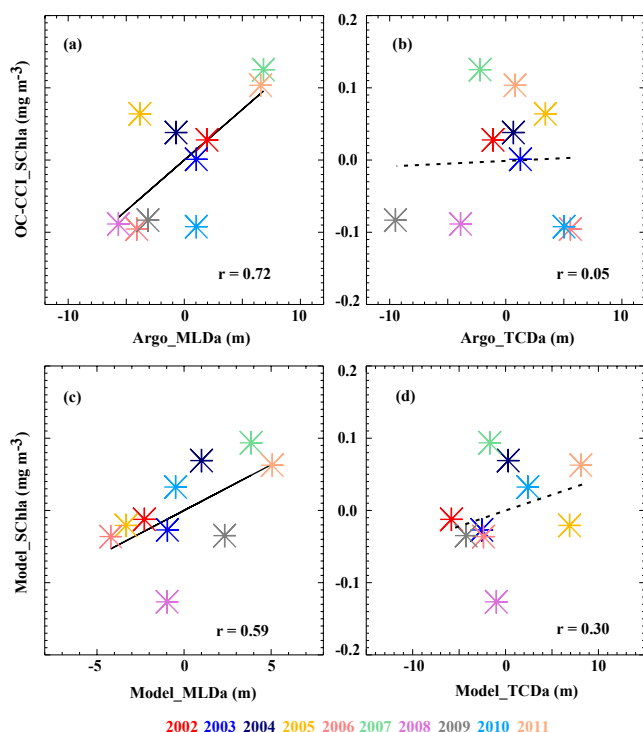 (a)
(b)
0.2
0.1
0.0
-0.1
-0.2
OC-CCI_SChla (mg m-3)
r = 0.72
r = 0.05
-10 0 10
-10 0 10
Argo_MLDa (m)
Argo_TCDa (m)
(c)
(d)
0.2
0.1
0.0
-0.1
-0.2
Model_SChla (mg m-3)
r = 0.59
r = 0.30
-5 0 5
-10 0 10
Model_MLDa (m)
Model_TCDa (m)
2002 2003 2004 2005 2006 2007 2008 2009 2010 2011